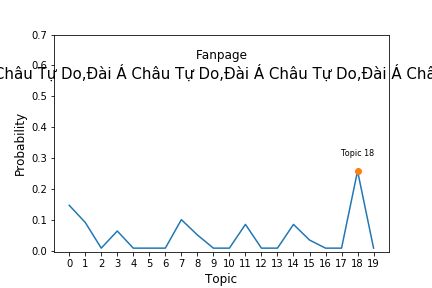 0.7
Fanpage
Châu Tự Do,Đài Á Châu Tự Do,Đài Á Châu Tự Do,Đài Á Châ
0.6
0.5
0.4
0.3
0.2
0.1
0.0
Probability
Topic 18
0 1 2 3 4 5 6 7 8 9 10 11 12 13 14 15 16 17 18 19
Topic